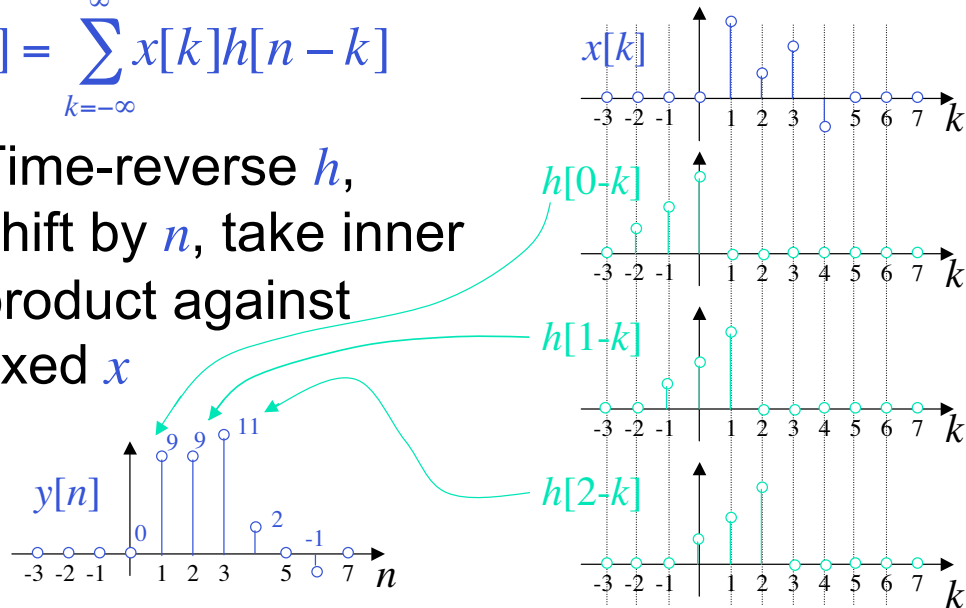 ] = ∞∑k=−∞ x[k]h[n − k]
Time-reverse h,
hift by n, take inner
product against
xed x
x[k]
-3 -2 -1 1 2 3 4 5 6 7 k
h[0-k]
-3 -2 -1 1 2 3 4 5 6 7 k
h[1-k]
-3 -2 -1 1 2 3 4 5 6 7 k
h[2-k]
-3 -2 -1 1 2 3 4 5 6 7 k
y[n]
0 9 9 11 2 -1
-3 -2 -1 1 2 3 5 7 n